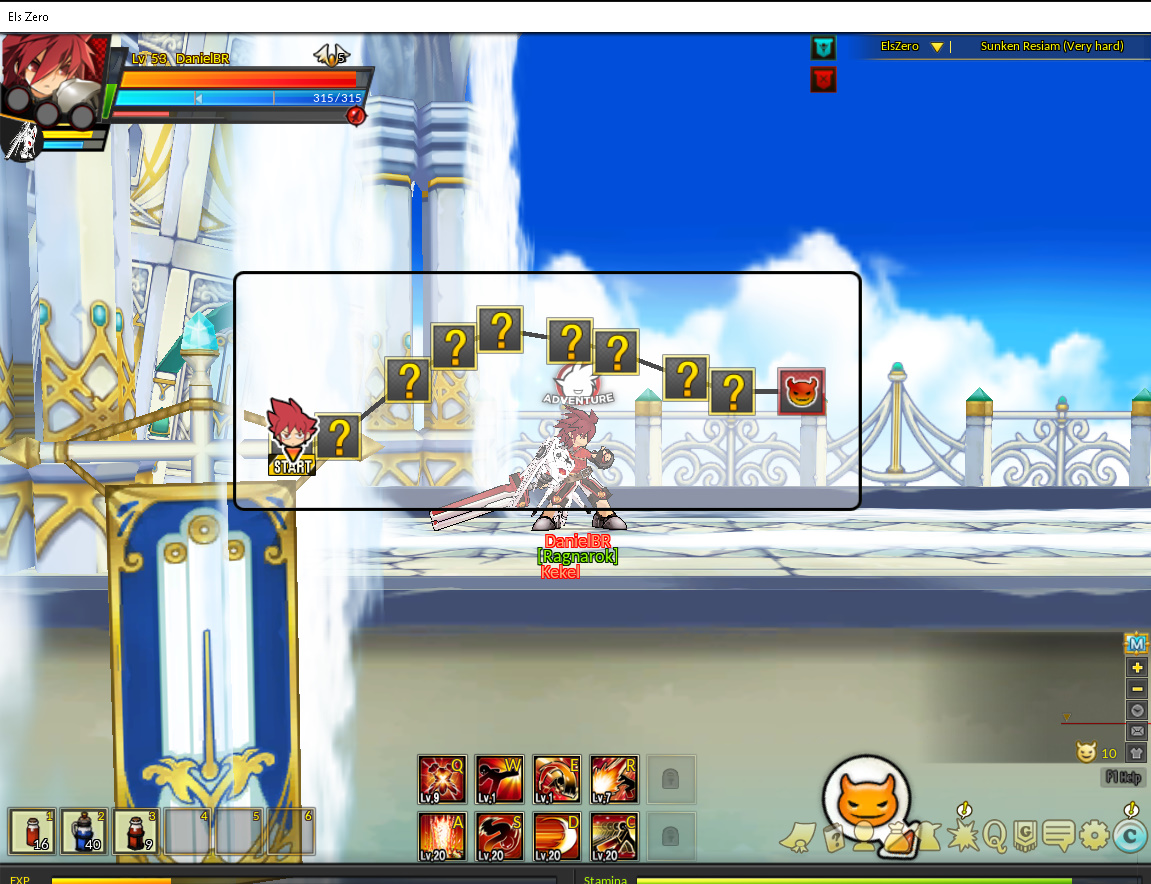 Els Zero
Lv 53 DanielBR
5
ElsZero
Sunken Resiam (Very hard)
315/315
? ? ? ? ? ? ? ?
START
ADVENTURE
DanielBR
[Ragnarok]
Kekel
M
10
F1 Help
Q W E R
Lv,9 Lv,1 Lv,1 Lv,7
A S D C
Lv,20 Lv,20 Lv,20 Lv,20
1 2 3 4 5 6
16 40 9
Q G C
EXP
Stamina